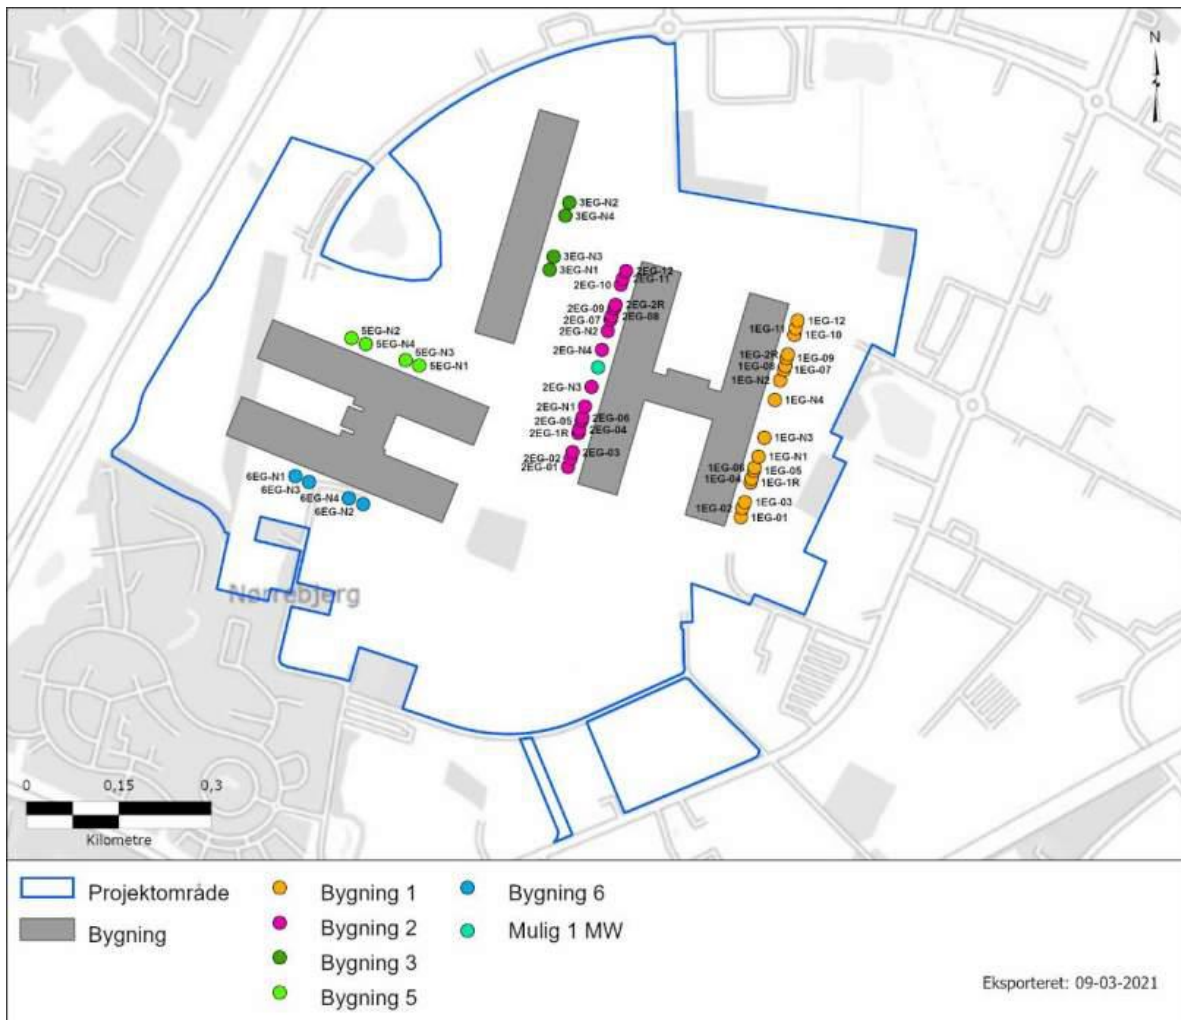 N
3EG-N2
3EG-N4
3EG-N3
3EG-N1
2EG-12
2EG-11
2EG-10
2EG-2R
2EG-09
2EG-08
2EG-07
2EG-N2
2EG-N4
2EG-N3
2EG-N1
2EG-06
2EG-05
2EG-04
2EG-1R
2EG-03
2EG-02
2EG-01
1EG-12
1EG-11
1EG-10
1EG-2R
1EG-09
1EG-08
1EG-07
1EG-N2
1EG-N4
1EG-N3
1EG-N1
1EG-06
1EG-05
1EG-04
1EG-1R
1EG-03
1EG-02
1EG-01
5EG-N2
5EG-N4
5EG-N3
5EG-N1
6EG-N1
6EG-N3
6EG-N4
6EG-N2
Nørrebjerg
0 0,15 0,3
Kilometre
Projektområde
Bygning
Bygning 1
Bygning 2
Bygning 3
Bygning 5
Bygning 6
Mulig 1 MW
Eksporteret: 09-03-2021